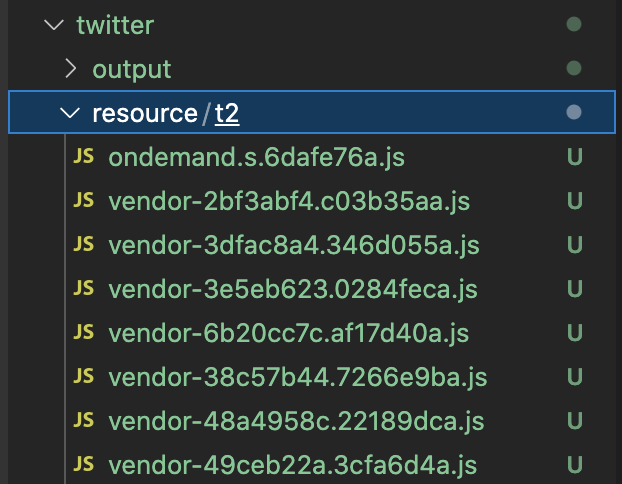 twitter
output
resource/t2
JS ondemand.s.6dafe76a.js U
JS vendor-2bf3abf4.c03b35aa.js U
JS vendor-3dfac8a4.346d055a.js U
JS vendor-3e5eb623.0284feca.js U
JS vendor-6b20cc7c.af17d40a.js U
JS vendor-38c57b44.7266e9ba.js U
JS vendor-48a4958c.22189dca.js U
JS vendor-49ceb22a.3cfa6d4a.js U